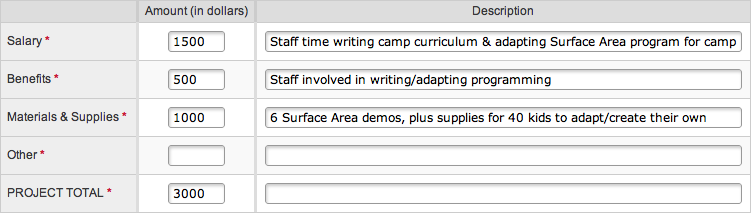 Amount (in dollars) Description
Salary * 1500 Staff time writing camp curriculum & adapting Surface Area program for camp
Benefits * 500 Staff involved in writing/adapting programming
Materials & Supplies * 1000 6 Surface Area demos, plus supplies for 40 kids to adapt/create their own
Other *
PROJECT TOTAL * 3000